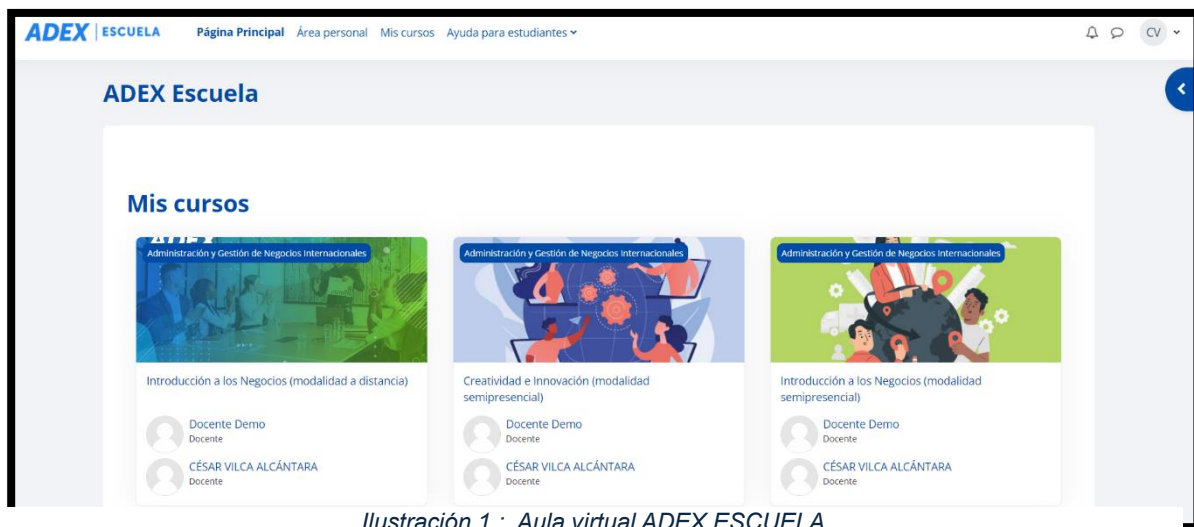 ADEX | ESCUELA Página Principal Área personal Mis cursos Ayuda para estudiantes CV
ADEX Escuela
Mis cursos
Administración y Gestión de Negocios Internacionales
Introducción a los Negocios (modalidad a distancia)
Docente Demo
Docente
CÉSAR VILCA ALCÁNTARA
Docente
Administración y Gestión de Negocios Internacionales
Creatividad e Innovación (modalidad
semipresencial)
Docente Demo
Docente
CÉSAR VILCA ALCÁNTARA
Docente
Administración y Gestión de Negocios Internacionales
Introducción a los Negocios (modalidad
semipresencial)
Docente Demo
Docente
CÉSAR VILCA ALCÁNTARA
Docente
Ilustración 1 : Aula virtual ADEX ESCUELA